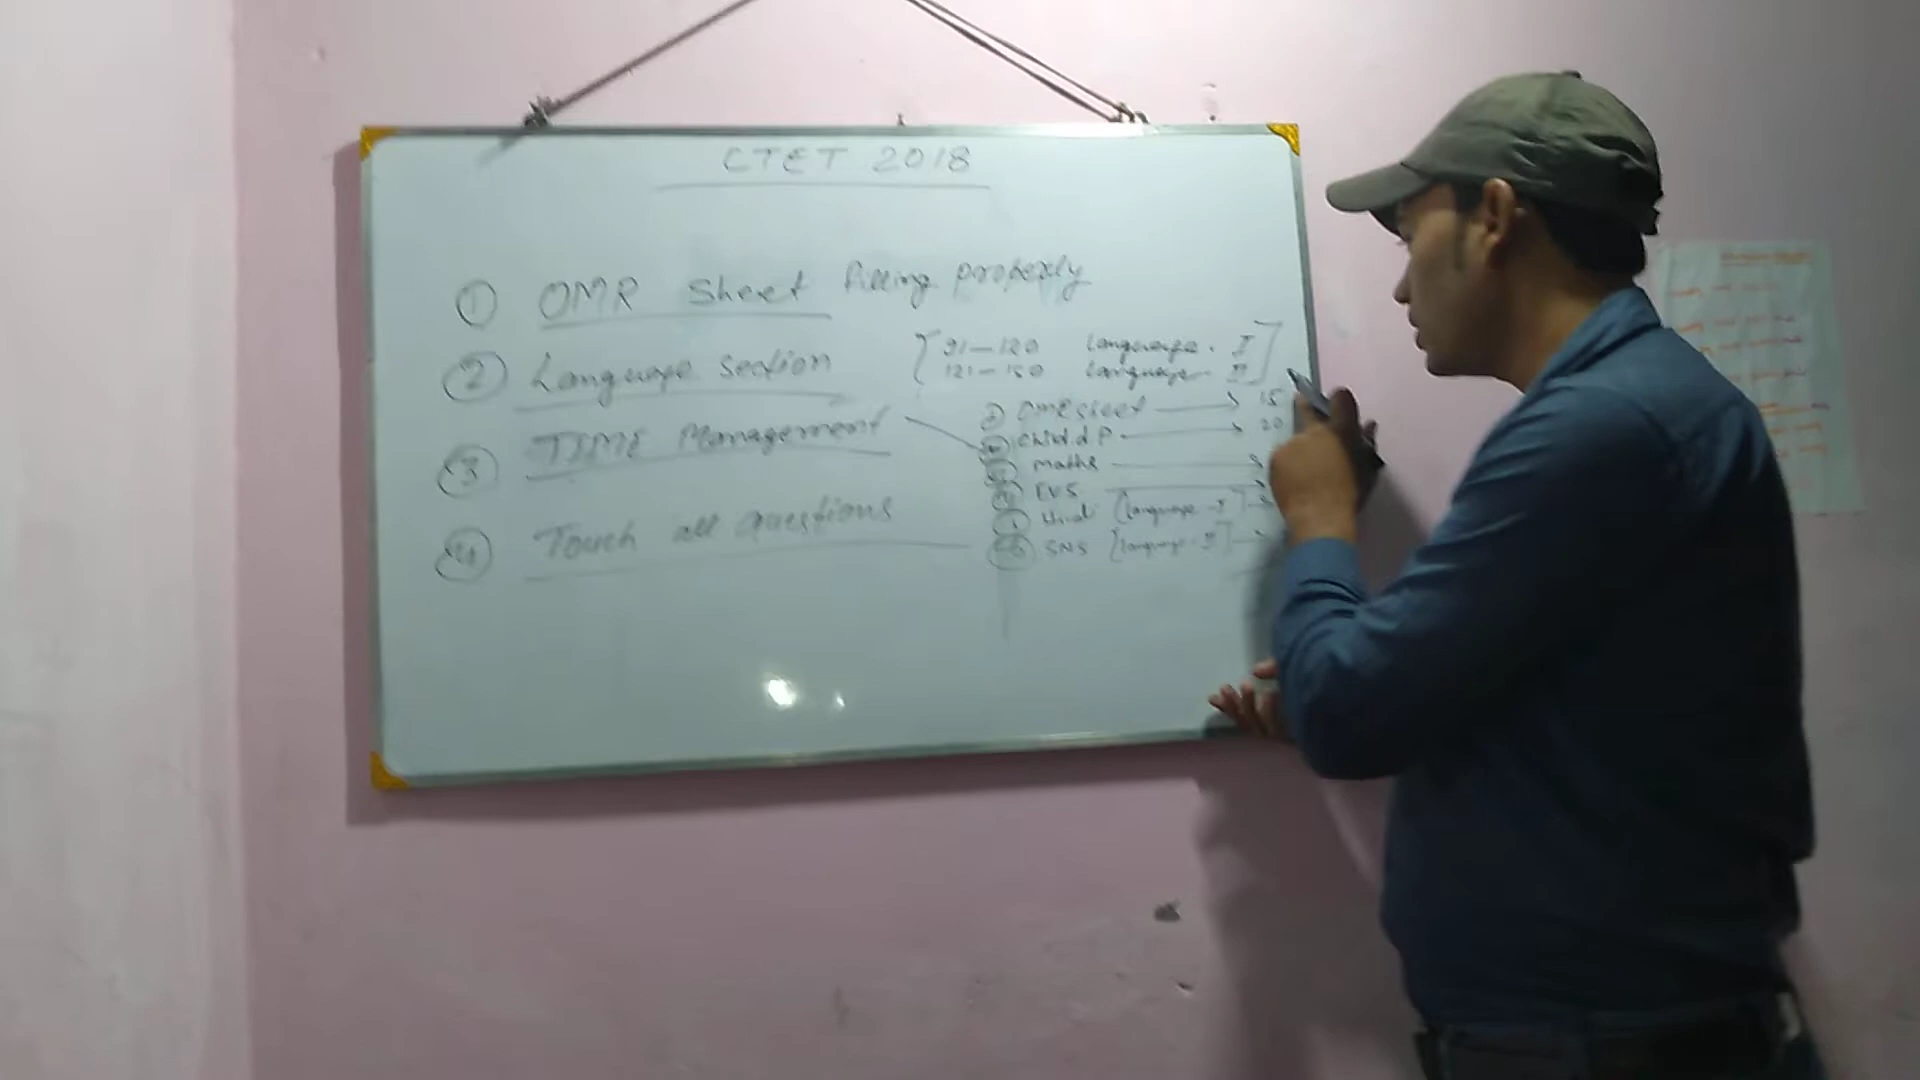 CTET 2018
① OMR Sheet filling properly
② Language section [ 91-120 Language. I
121-150 Language. II ]
③ TIME Management
OMR sheet → 15
Child d. P → 20
maths →
EVS →
Hindi [Language - I]
SNS [Language - II]
④ Touch all questions